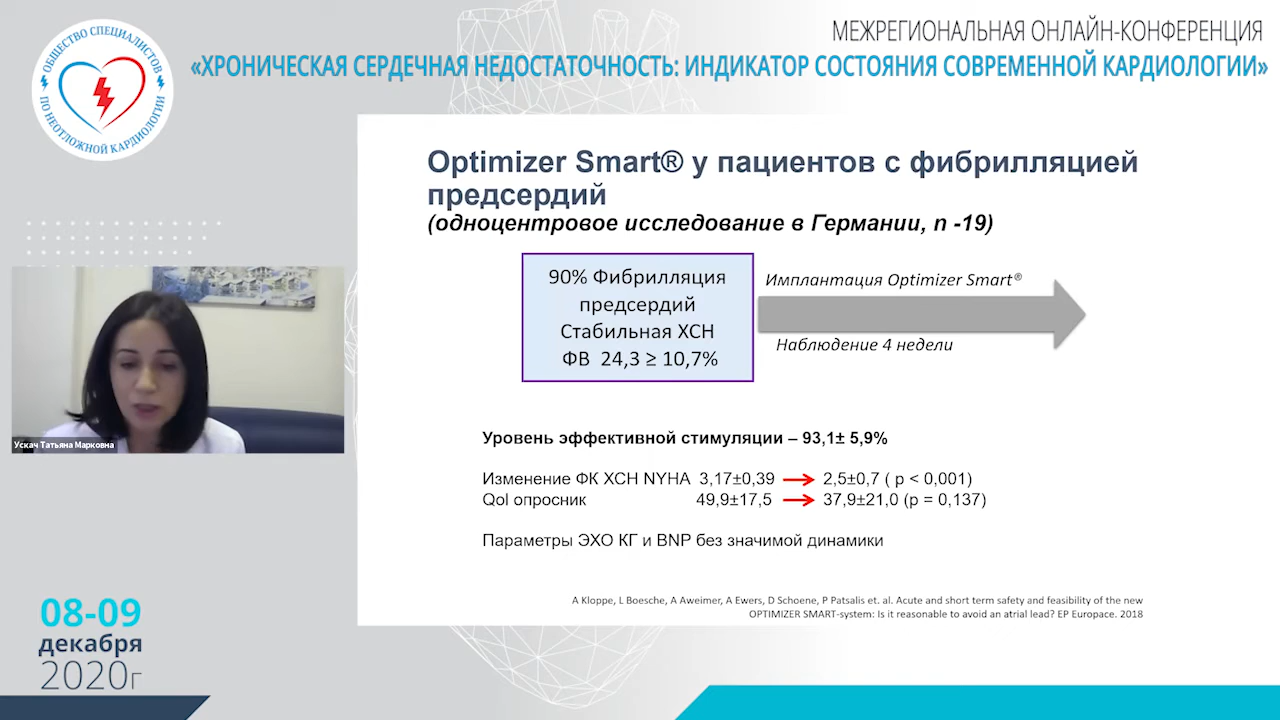 МЕЖРЕГИОНАЛЬНАЯ ОНЛАЙН-КОНФЕРЕНЦИЯ
«ХРОНИЧЕСКАЯ СЕРДЕЧНАЯ НЕДОСТАТОЧНОСТЬ: ИНДИКАТОР СОСТОЯНИЯ СОВРЕМЕННОЙ КАРДИОЛОГИИ»
ОБЩЕСТВО СПЕЦИАЛИСТОВ
ПО НЕОТЛОЖНОЙ КАРДИОЛОГИИ
Optimizer Smart® у пациентов с фибрилляцией
предсердий
(одноцентровое исследование в Германии, n -19)
90% Фибрилляция
предсердий
Стабильная ХСН
ФВ 24,3 ≥ 10,7%
Имплантация Optimizer Smart®
Наблюдение 4 недели
Ускач Татьяна Марковна
Уровень эффективной стимуляции – 93,1± 5,9%
Изменение ФК ХСН NYHA 3,17±0,39 → 2,5±0,7 ( p < 0,001)
Qol опросник 49,9±17,5 → 37,9±21,0 (p = 0,137)
Параметры ЭХО КГ и BNP без значимой динамики
A Kloppe, L Boesche, A Aweimer, A Ewers, D Schoene, P Patsalis et. al. Acute and short term safety and feasibility of the new
OPTIMIZER SMART-system: Is it reasonable to avoid an atrial lead? EP Europace. 2018
08-09
декабря
2020г